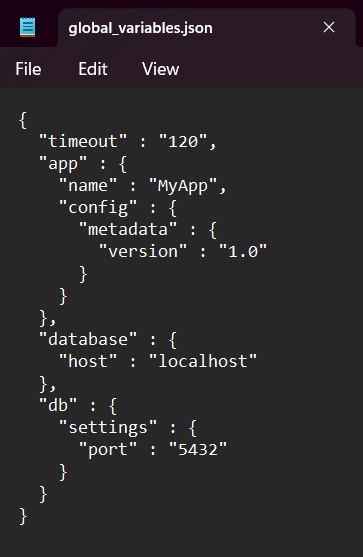 global_variables.json
File Edit View
{
  "timeout" : "120",
  "app" : {
    "name" : "MyApp",
    "config" : {
      "metadata" : {
        "version" : "1.0"
      }
    }
  },
  "database" : {
    "host" : "localhost"
  },
  "db" : {
    "settings" : {
      "port" : "5432"
    }
  }
}